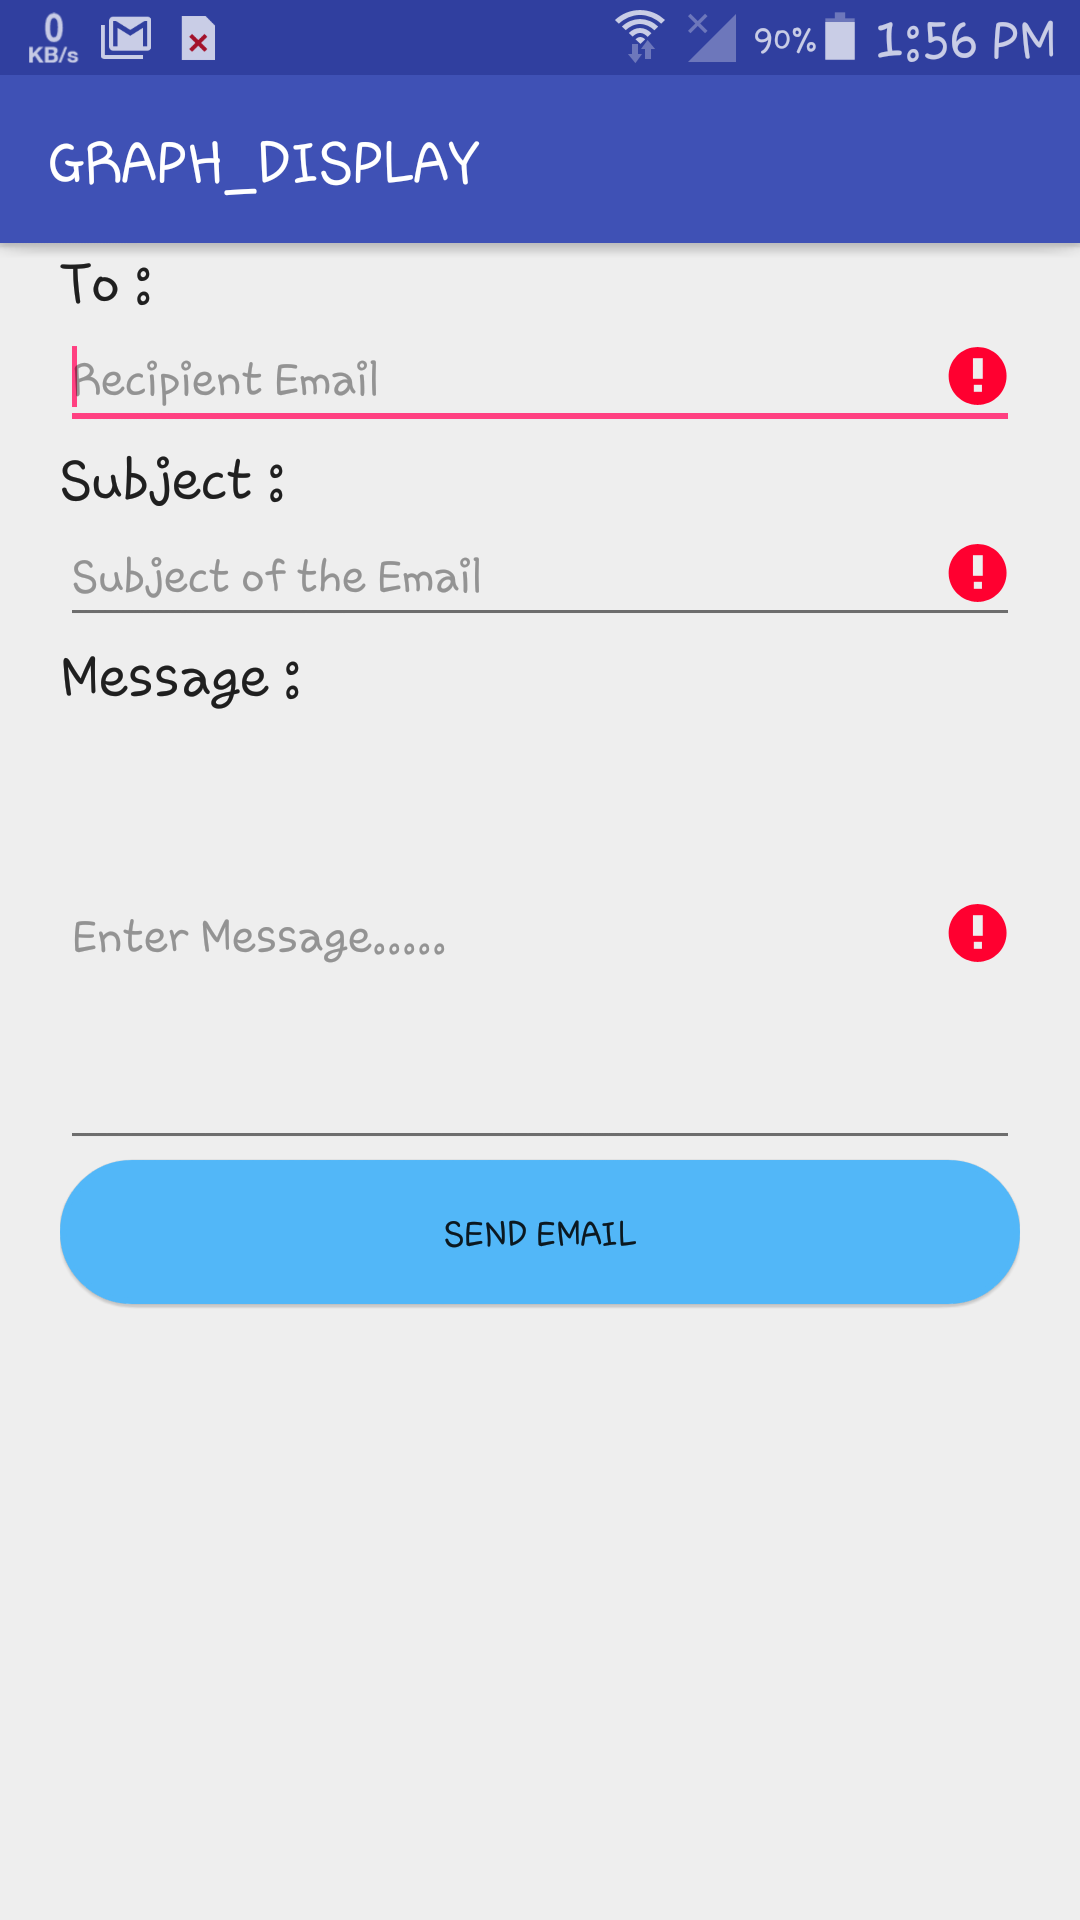 0
KB/s
90%
1:56 PM
GRAPH_DISPLAY
To :
Recipient Email
Subject :
Subject of the Email
Message :
Enter Message.....
SEND EMAIL